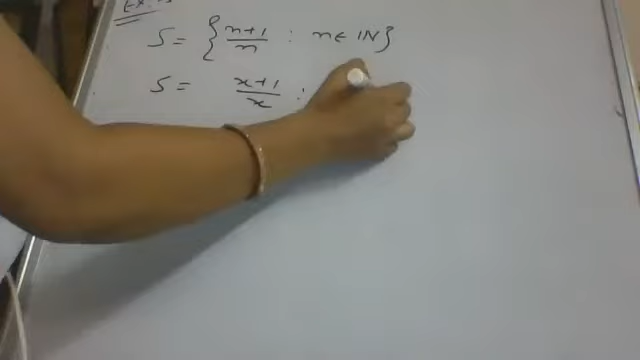 Ex.
S = { n+1/n : n ∈ IN }
S = x+1/x :